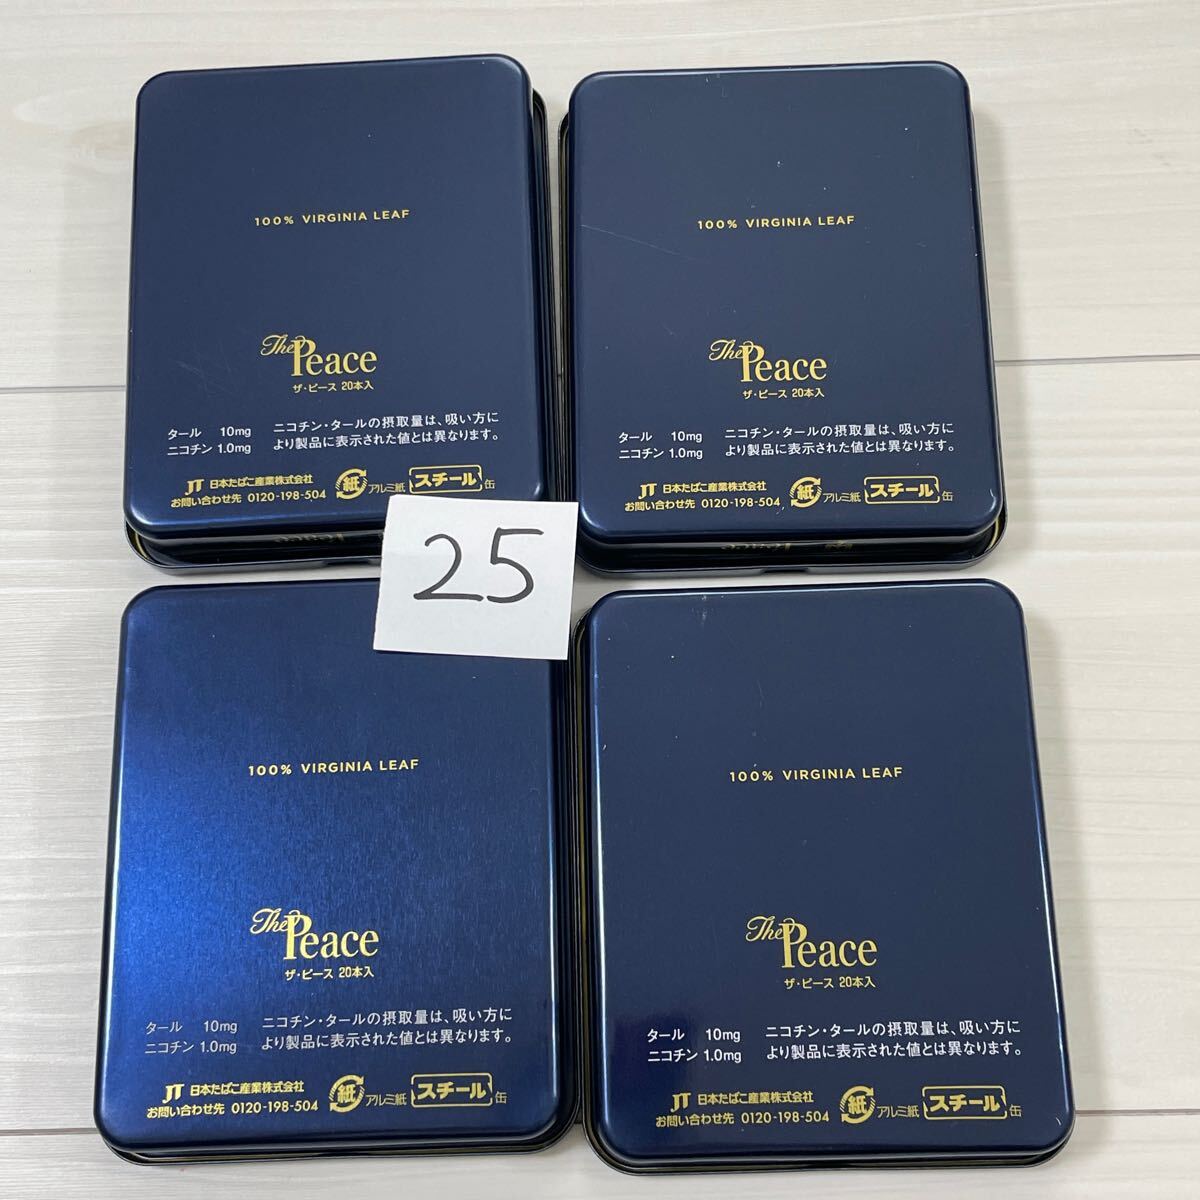 100% VIRGINIA LEAF
The Peace
ザ・ピース 20本入
タール 10mg
ニコチン 1.0mg
ニコチン・タールの摂取量は、吸い方に
より製品に表示された値とは異なります。
JT 日本たばこ産業株式会社
お問い合わせ先 0120-198-504
紙 アルミ紙 スチール 缶
100% VIRGINIA LEAF
The Peace
ザ・ピース 20本入
タール 10mg
ニコチン 1.0mg
ニコチン・タールの摂取量は、吸い方に
より製品に表示された値とは異なります。
JT 日本たばこ産業株式会社
お問い合わせ先 0120-198-504
紙 アルミ紙 スチール 缶
Peace
25
100% VIRGINIA LEAF
The Peace
ザ・ピース 20本入
タール 10mg
ニコチン 1.0mg
ニコチン・タールの摂取量は、吸い方に
より製品に表示された値とは異なります。
JT 日本たばこ産業株式会社
お問い合わせ先 0120-198-504
紙 アルミ紙 スチール 缶
100% VIRGINIA LEAF
The Peace
ザ・ピース 20本入
タール 10mg
ニコチン 1.0mg
ニコチン・タールの摂取量は、吸い方に
より製品に表示された値とは異なります。
JT 日本たばこ産業株式会社
お問い合わせ先 0120-198-504
紙 アルミ紙 スチール 缶